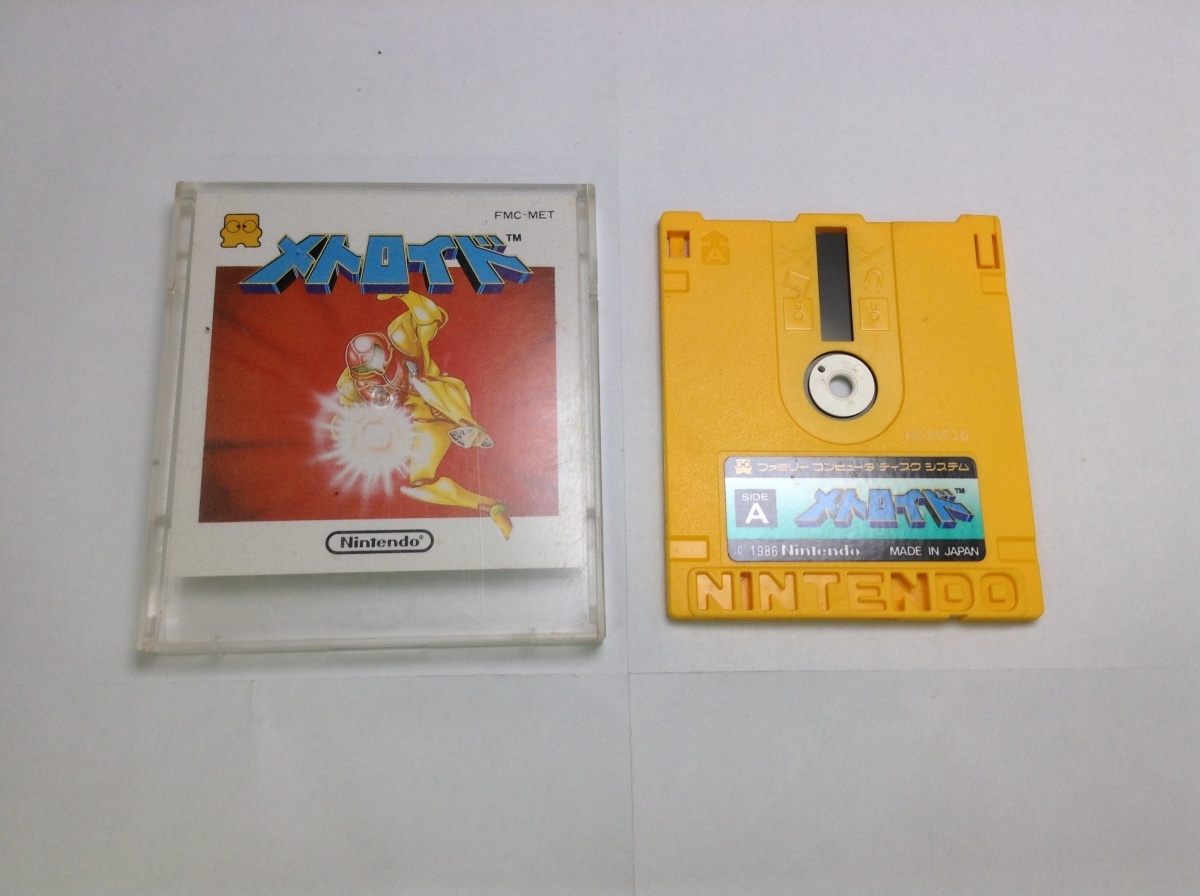 FMC-MET
メトロイド™
Nintendo®
A
ファミリー コンピュータ ディスク システム
SIDE
A
メトロイド™
© 1986 Nintendo MADE IN JAPAN
NINTENDO